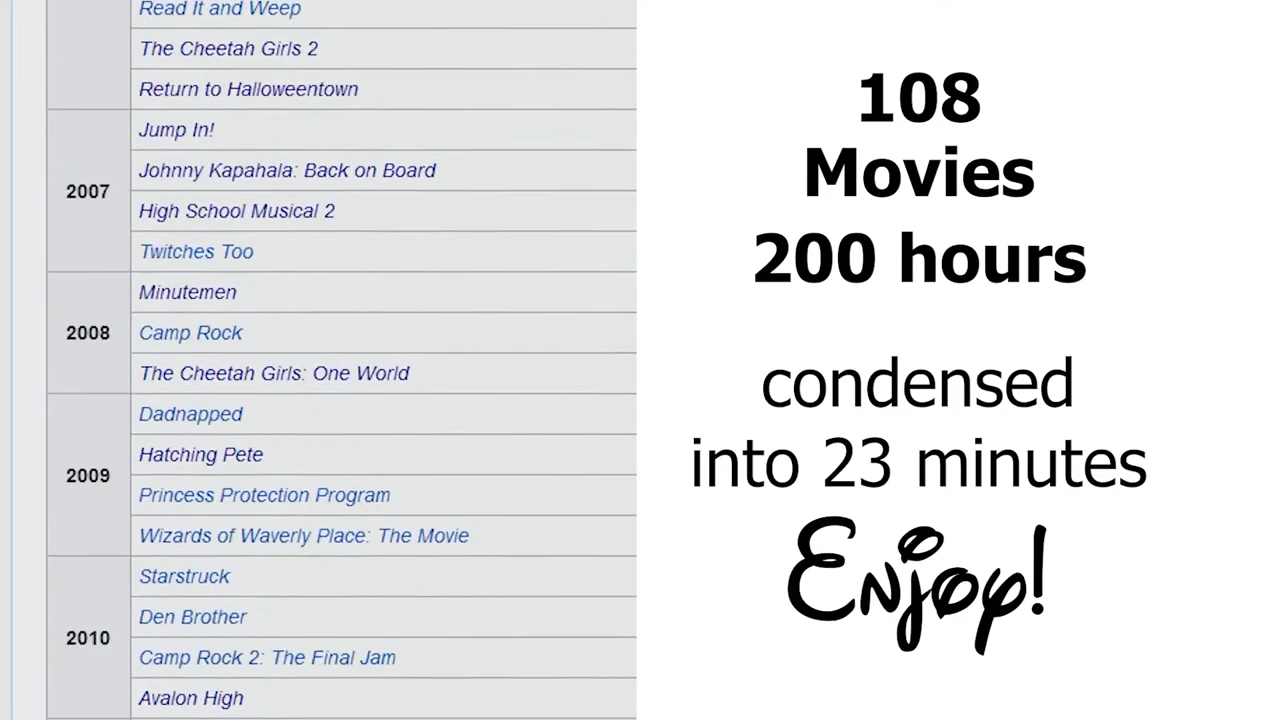 Read It and Weep
The Cheetah Girls 2
Return to Halloweentown
2007
Jump In!
Johnny Kapahala: Back on Board
High School Musical 2
Twitches Too
2008
Minutemen
Camp Rock
The Cheetah Girls: One World
2009
Dadnapped
Hatching Pete
Princess Protection Program
Wizards of Waverly Place: The Movie
2010
Starstruck
Den Brother
Camp Rock 2: The Final Jam
Avalon High
108
Movies
200 hours
condensed
into 23 minutes
Enjoy!